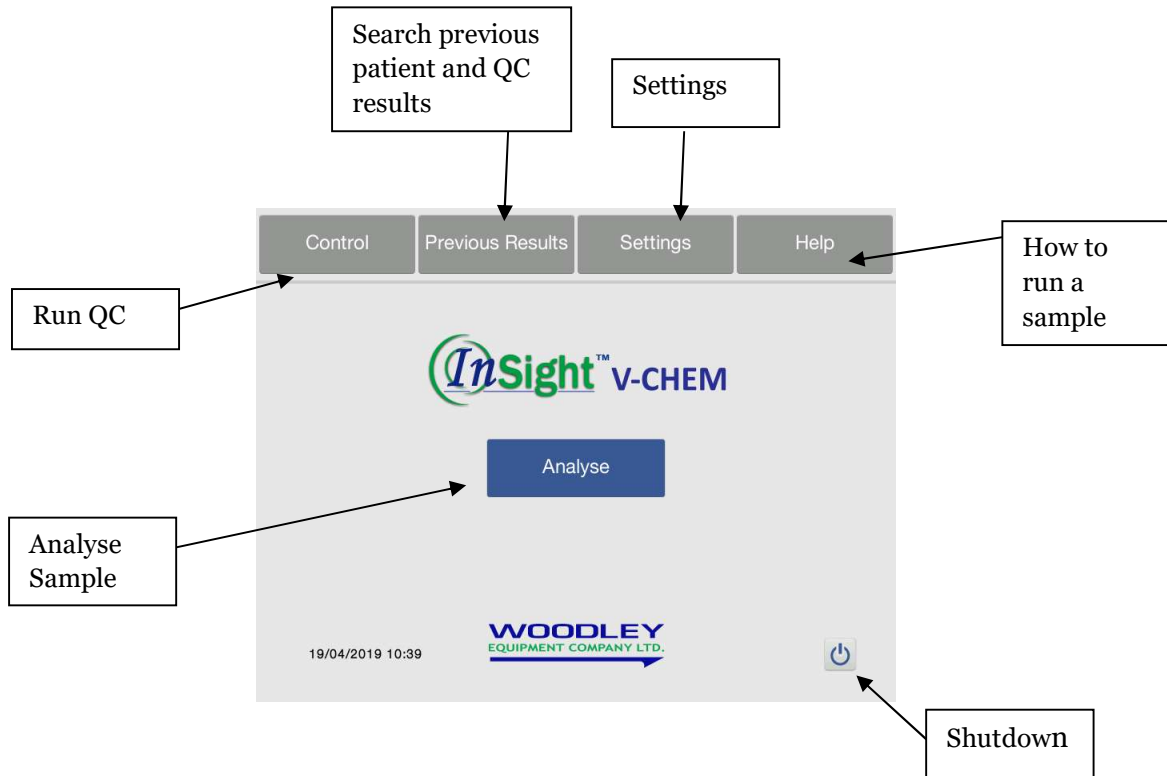 Search previous
patient and QC
results
Settings
Control
Previous Results
Settings
Help
How to
run a
sample
Run QC
InSight™ V-CHEM
Analyse
Analyse
Sample
WOODLEY
EQUIPMENT COMPANY LTD.
19/04/2019 10:39
Shutdown